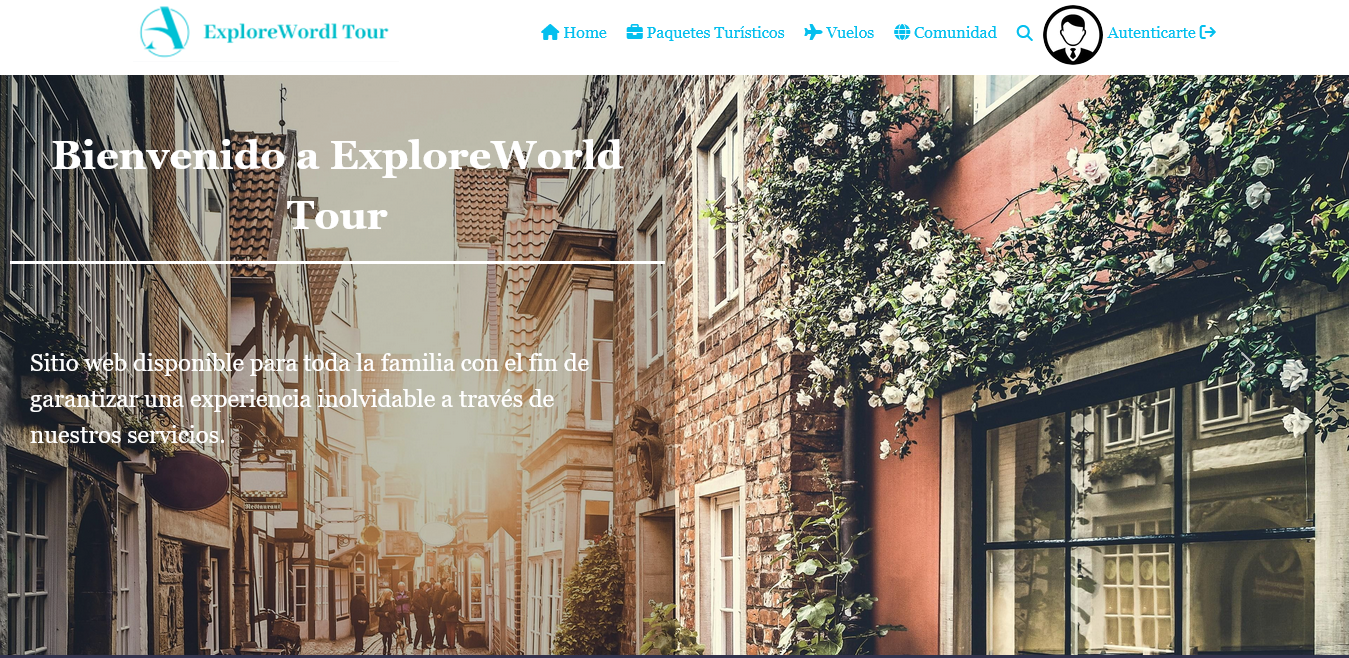 ExploreWordl Tour
Home Paquetes Turísticos Vuelos Comunidad Autenticarte
Bienvenido a ExploreWorld
Tour
Sitio web disponible para toda la familia con el fin de
garantizar una experiencia inolvidable a través de
nuestros servicios.
Restaurant